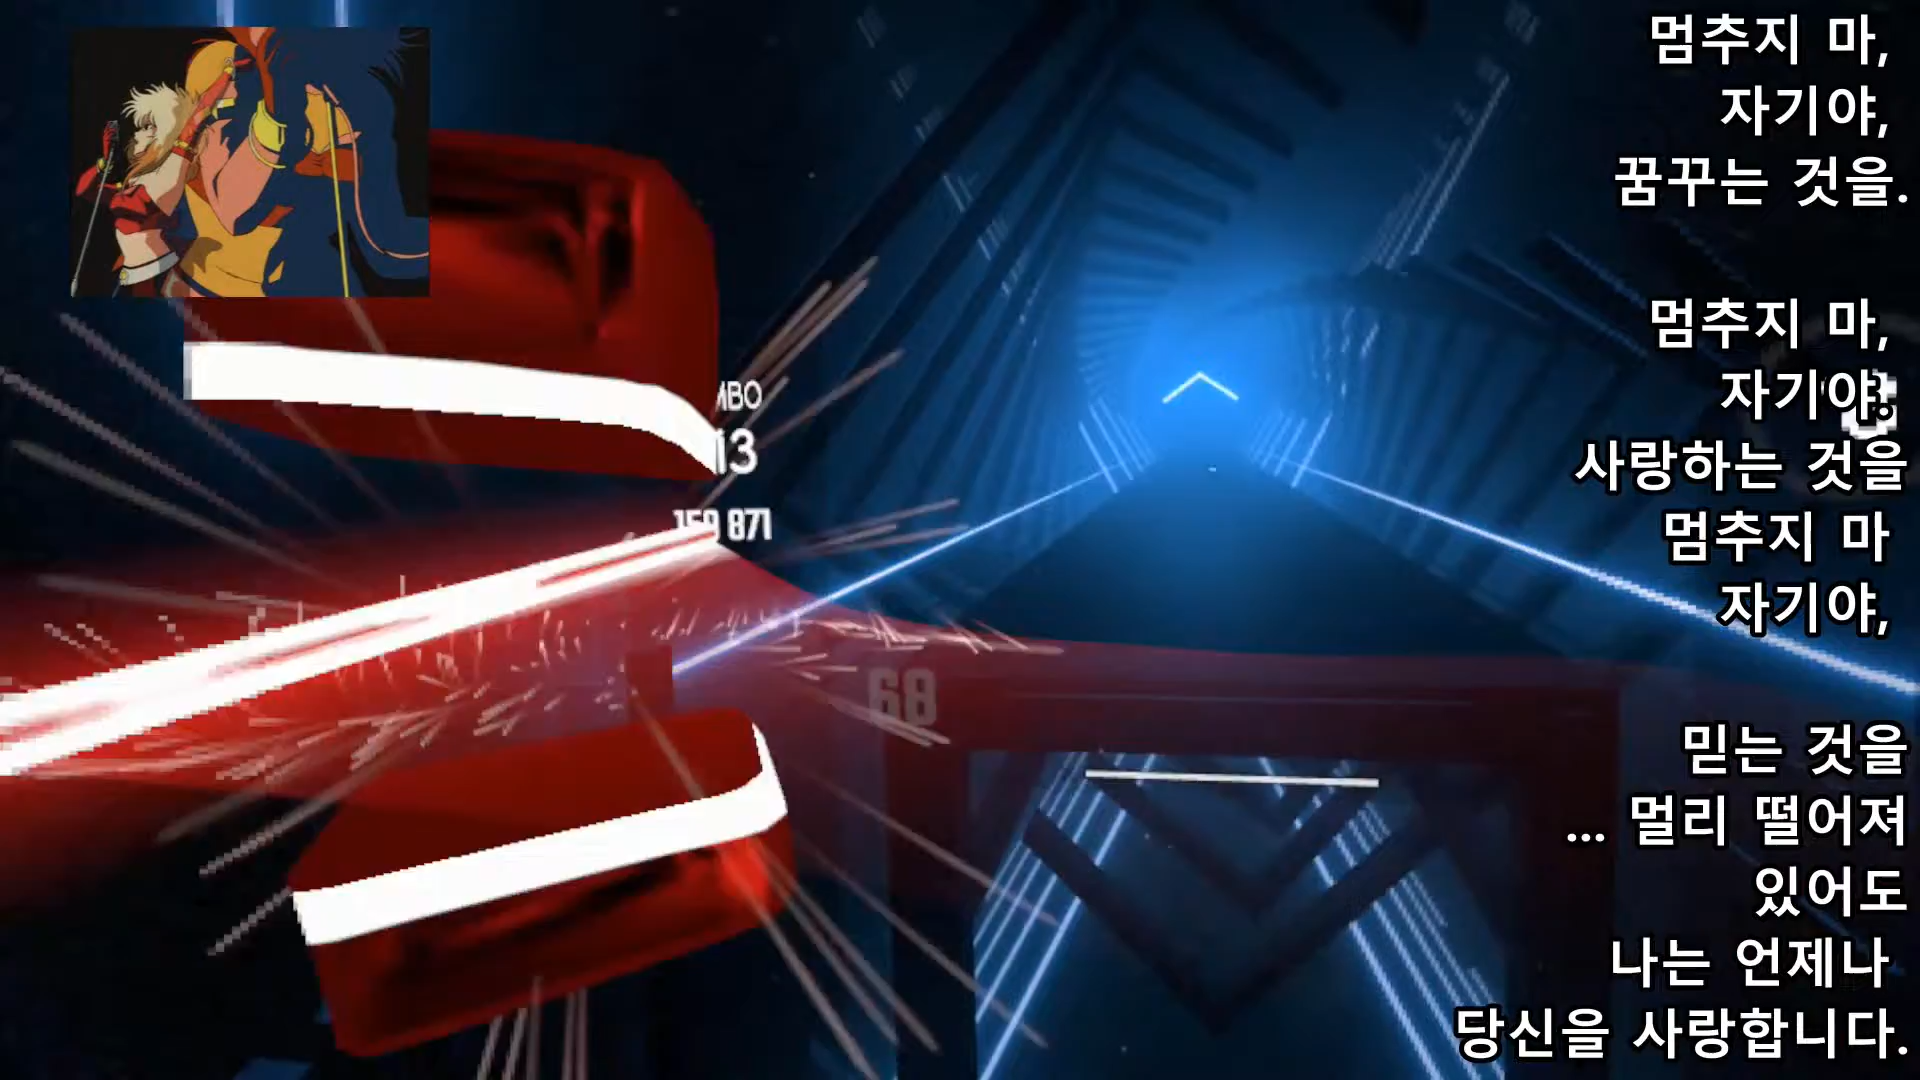 멈추지 마,
자기야,
꿈꾸는 것을.
멈추지 마,
자기야,
사랑하는 것을
멈추지 마
자기야,
믿는 것을
... 멀리 떨어져
있어도
나는 언제나
당신을 사랑합니다.
871
68